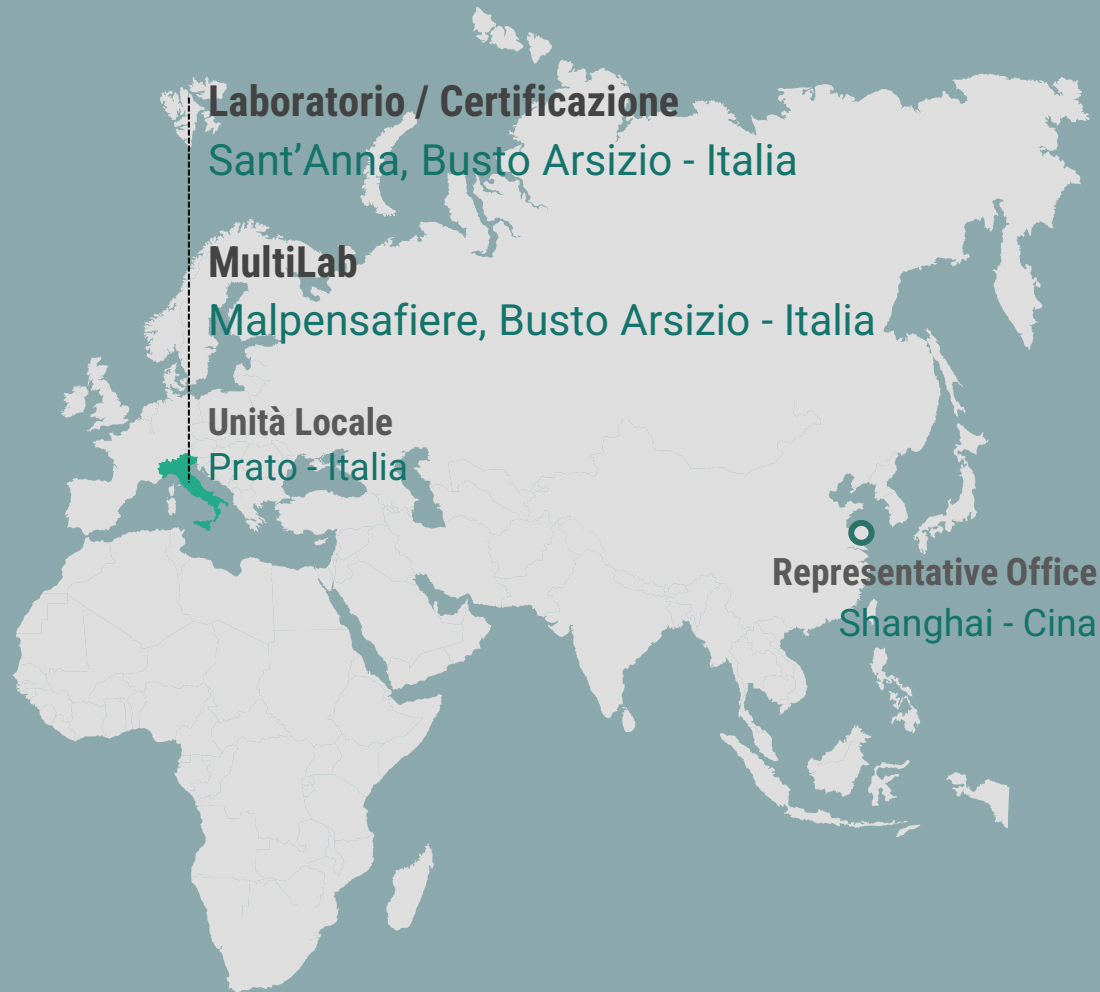 Laboratorio / Certificazione
Sant’Anna, Busto Arsizio - Italia
MultiLab
Malpensafiere, Busto Arsizio - Italia
Unità Locale
Prato - Italia
Representative Office
Shanghai - Cina